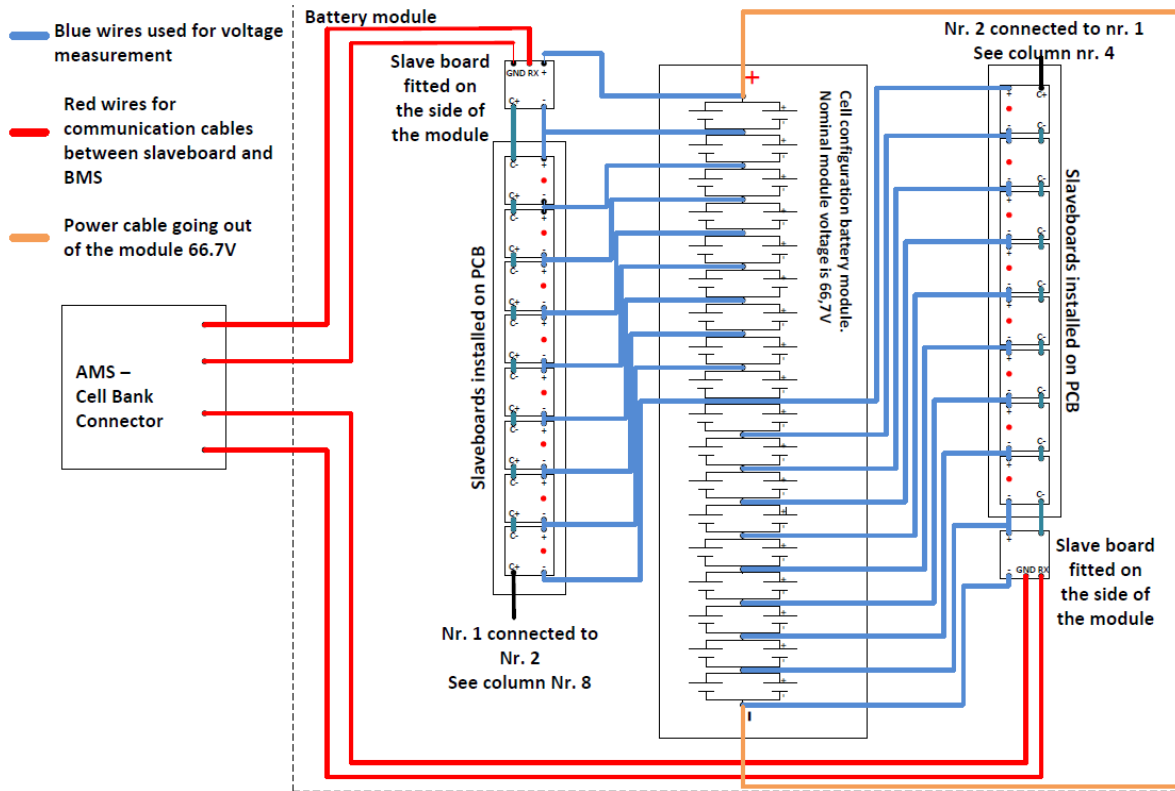 Battery module
Blue wires used for voltage
measurement
Red wires for
communication cables
between slaveboard and
BMS
Power cable going out
of the module 66.7V
AMS –
Cell Bank
Connector
Slave board
fitted on
the side of
the module
GND RX +
C+ -
Slaveboards installed on PCB
C- +
C+ -
C- +
C+ -
C- +
C+ -
C- +
C+ -
C- +
C+ -
C- +
C+ -
C- +
C+ -
C- +
C+ -
Nr. 1 connected to
Nr. 2
See column Nr. 8
+
Cell configuration battery module.
Nominal module voltage is 66,7V
-
Nr. 2 connected to nr. 1
See column nr. 4
+ C+
- C-
+
- C-
+
- C-
+
- C-
+
- C-
+
- C-
+
- C-
+
- C-
Slaveboards installed on PCB
+
- GND RX
Slave board
fitted on
the side of
the module